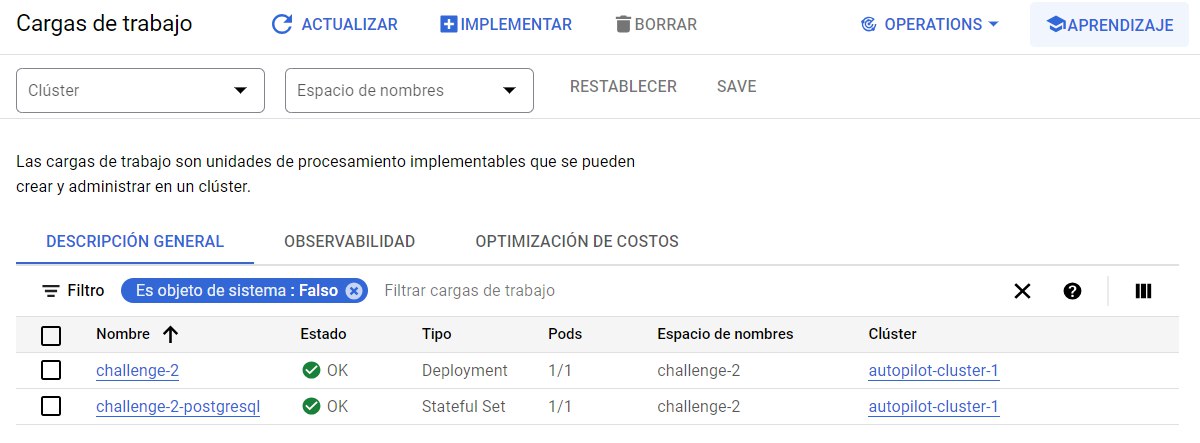 Cargas de trabajo ACTUALIZAR IMPLEMENTAR BORRAR OPERATIONS APRENDIZAJE
Clúster Espacio de nombres RESTABLECER SAVE
Las cargas de trabajo son unidades de procesamiento implementables que se pueden
crear y administrar en un clúster.
DESCRIPCIÓN GENERAL OBSERVABILIDAD OPTIMIZACIÓN DE COSTOS
Filtro Es objeto de sistema : Falso Filtrar cargas de trabajo
Nombre Estado Tipo Pods Espacio de nombres Clúster
challenge-2 OK Deployment 1/1 challenge-2 autopilot-cluster-1
challenge-2-postgresql OK Stateful Set 1/1 challenge-2 autopilot-cluster-1